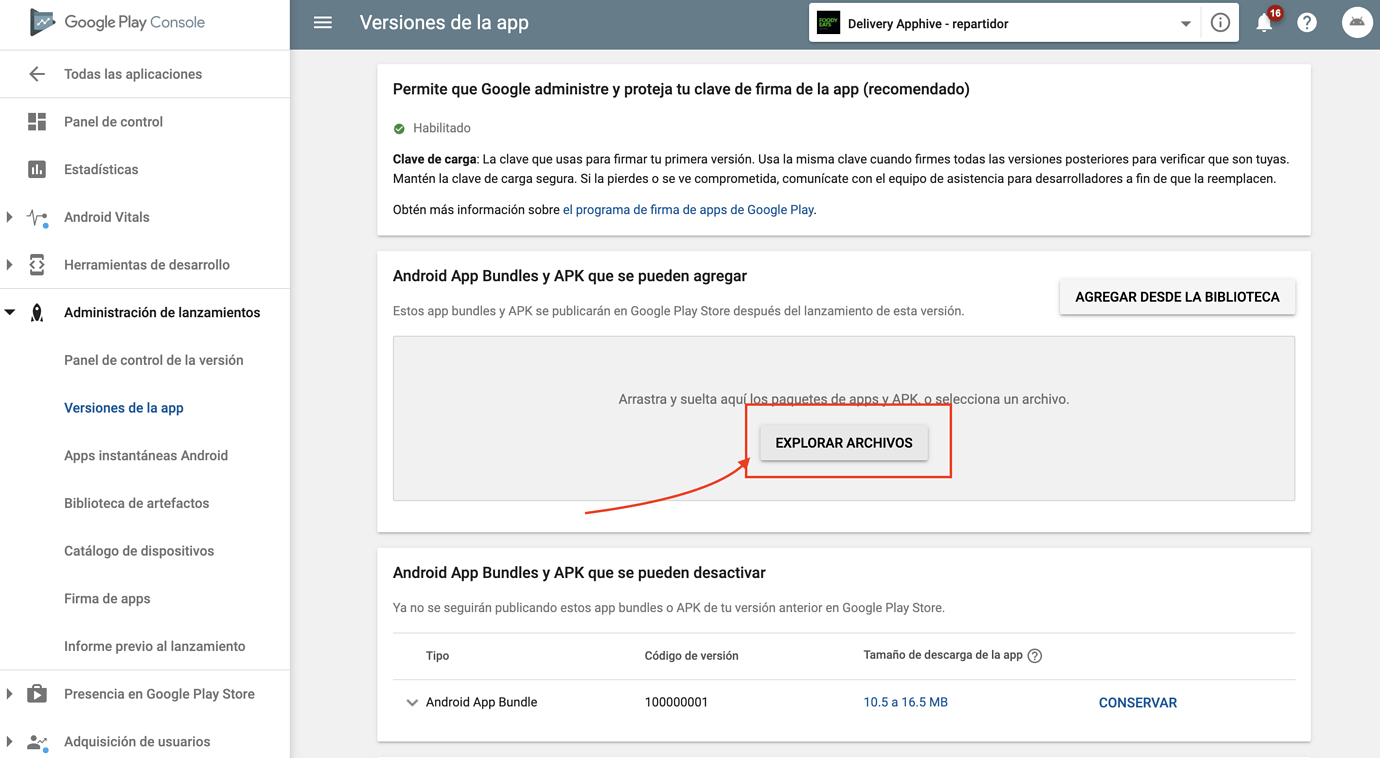 Google Play Console
Versiones de la app
FOODY EATS
Delivery Apphive - repartidor
16
Todas las aplicaciones
Panel de control
Estadísticas
Android Vitals
Herramientas de desarrollo
Administración de lanzamientos
Panel de control de la versión
Versiones de la app
Apps instantáneas Android
Biblioteca de artefactos
Catálogo de dispositivos
Firma de apps
Informe previo al lanzamiento
Presencia en Google Play Store
Adquisición de usuarios
Permite que Google administre y proteja tu clave de firma de la app (recomendado)
Habilitado
Clave de carga: La clave que usas para firmar tu primera versión. Usa la misma clave cuando firmes todas las versiones posteriores para verificar que son tuyas.
Mantén la clave de carga segura. Si la pierdes o se ve comprometida, comunícate con el equipo de asistencia para desarrolladores a fin de que la reemplacen.
Obtén más información sobre el programa de firma de apps de Google Play.
Android App Bundles y APK que se pueden agregar
AGREGAR DESDE LA BIBLIOTECA
Estos app bundles y APK se publicarán en Google Play Store después del lanzamiento de esta versión.
Arrastra y suelta aquí los paquetes de apps y APK, o selecciona un archivo.
EXPLORAR ARCHIVOS
Android App Bundles y APK que se pueden desactivar
Ya no se seguirán publicando estos app bundles o APK de tu versión anterior en Google Play Store.
Tipo Código de versión Tamaño de descarga de la app ?
Android App Bundle 100000001 10.5 a 16.5 MB CONSERVAR